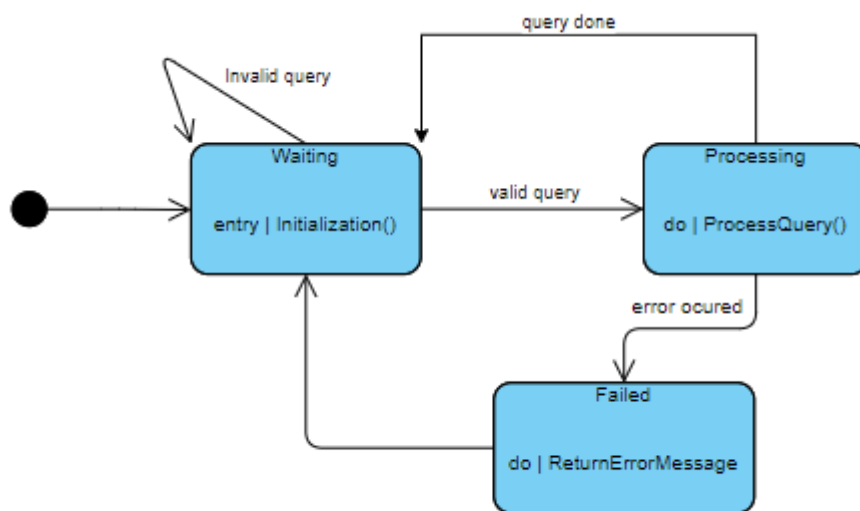 query done
Invalid query
Waiting
Processing
valid query
entry | Initialization()
do | ProcessQuery()
error ocured
Failed
do | ReturnErrorMessage